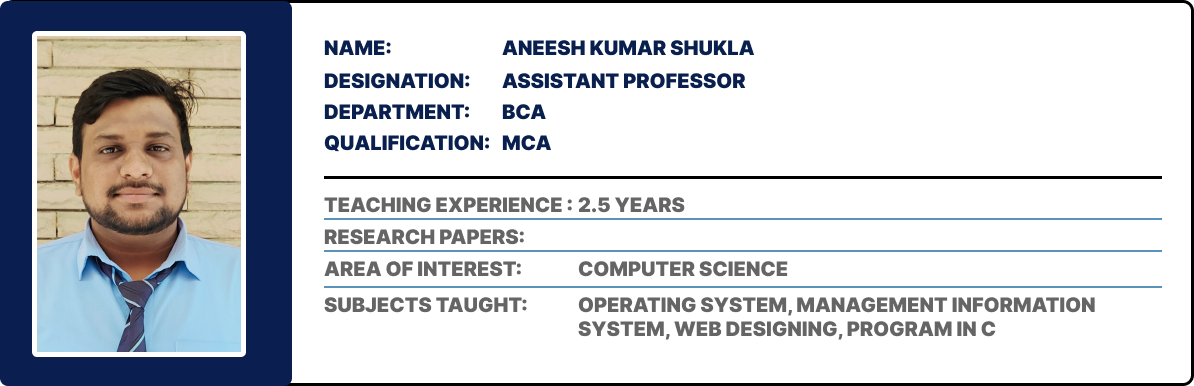 NAME: ANEESH KUMAR SHUKLA
DESIGNATION: ASSISTANT PROFESSOR
DEPARTMENT: BCA
QUALIFICATION: MCA
TEACHING EXPERIENCE : 2.5 YEARS
RESEARCH PAPERS:
AREA OF INTEREST: COMPUTER SCIENCE
SUBJECTS TAUGHT: OPERATING SYSTEM, MANAGEMENT INFORMATION
SYSTEM, WEB DESIGNING, PROGRAM IN C